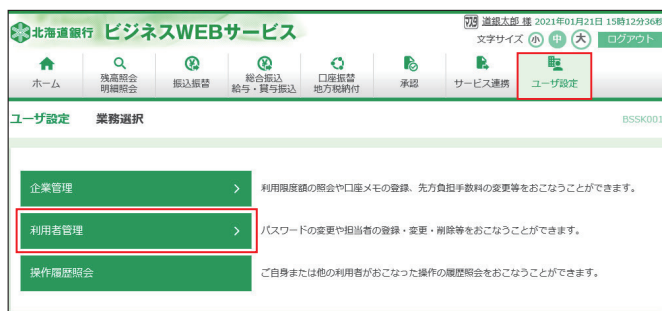 北海道銀行 ビジネスWEBサービス
道銀太郎 様 2021年01月21日 15時12分36秒
文字サイズ 小 中 大 ログアウト
ホーム
残高照会
明細照会
振込振替
総合振込
給与・賞与振込
口座振替
地方税納付
承認
サービス連携
ユーザ設定
ユーザ設定 業務選択 BSSK001
企業管理 > 利用限度額の照会や口座メモの登録、先方負担手数料の変更等をおこなうことができます。
利用者管理 > パスワードの変更や担当者の登録・変更・削除等をおこなうことができます。
操作履歴照会 ご自身または他の利用者がおこなった操作の履歴照会をおこなうことができます。